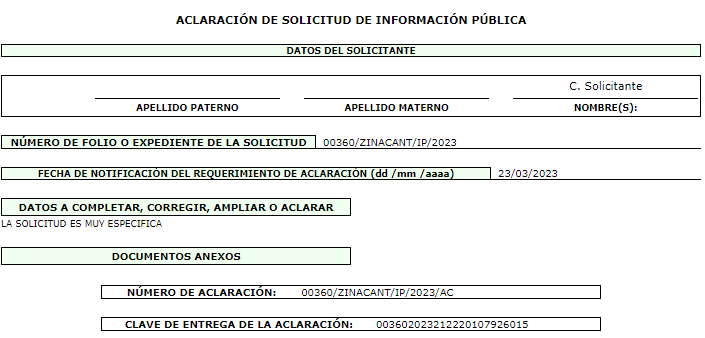 ACLARACIÓN DE SOLICITUD DE INFORMACIÓN PÚBLICA
DATOS DEL SOLICITANTE
C. Solicitante
APELLIDO PATERNO APELLIDO MATERNO NOMBRE(S):
NÚMERO DE FOLIO O EXPEDIENTE DE LA SOLICITUD 00360/ZINACANT/IP/2023
FECHA DE NOTIFICACIÓN DEL REQUERIMIENTO DE ACLARACIÓN (dd /mm /aaaa) 23/03/2023
DATOS A COMPLETAR, CORREGIR, AMPLIAR O ACLARAR
LA SOLICITUD ES MUY ESPECIFICA
DOCUMENTOS ANEXOS
NÚMERO DE ACLARACIÓN: 00360/ZINACANT/IP/2023/AC
CLAVE DE ENTREGA DE LA ACLARACIÓN: 003602023212220107926015